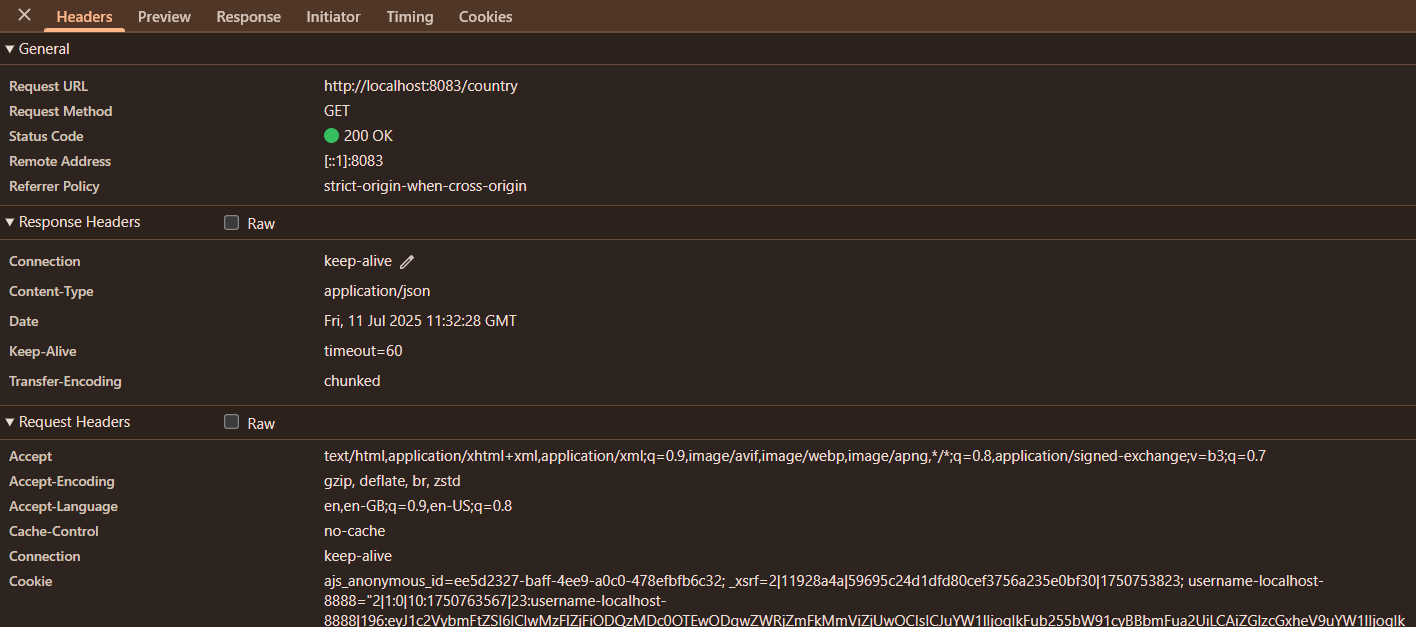 Headers Preview Response Initiator Timing Cookies
General
Request URL http://localhost:8083/country
Request Method GET
Status Code 200 OK
Remote Address [::1]:8083
Referrer Policy strict-origin-when-cross-origin
Response Headers Raw
Connection keep-alive
Content-Type application/json
Date Fri, 11 Jul 2025 11:32:28 GMT
Keep-Alive timeout=60
Transfer-Encoding chunked
Request Headers Raw
Accept text/html,application/xhtml+xml,application/xml;q=0.9,image/avif,image/webp,image/apng,*/*;q=0.8,application/signed-exchange;v=b3;q=0.7
Accept-Encoding gzip, deflate, br, zstd
Accept-Language en,en-GB;q=0.9,en-US;q=0.8
Cache-Control no-cache
Connection keep-alive
Cookie ajs_anonymous_id=ee5d2327-baff-4ee9-a0c0-478efbfb6c32; _xsrf=2|11928a4a|59695c24d1dfd80cef3756a235e0bf30|1750753823; username-localhost-
8888="2|1:0|10:1750763567|23:username-localhost-